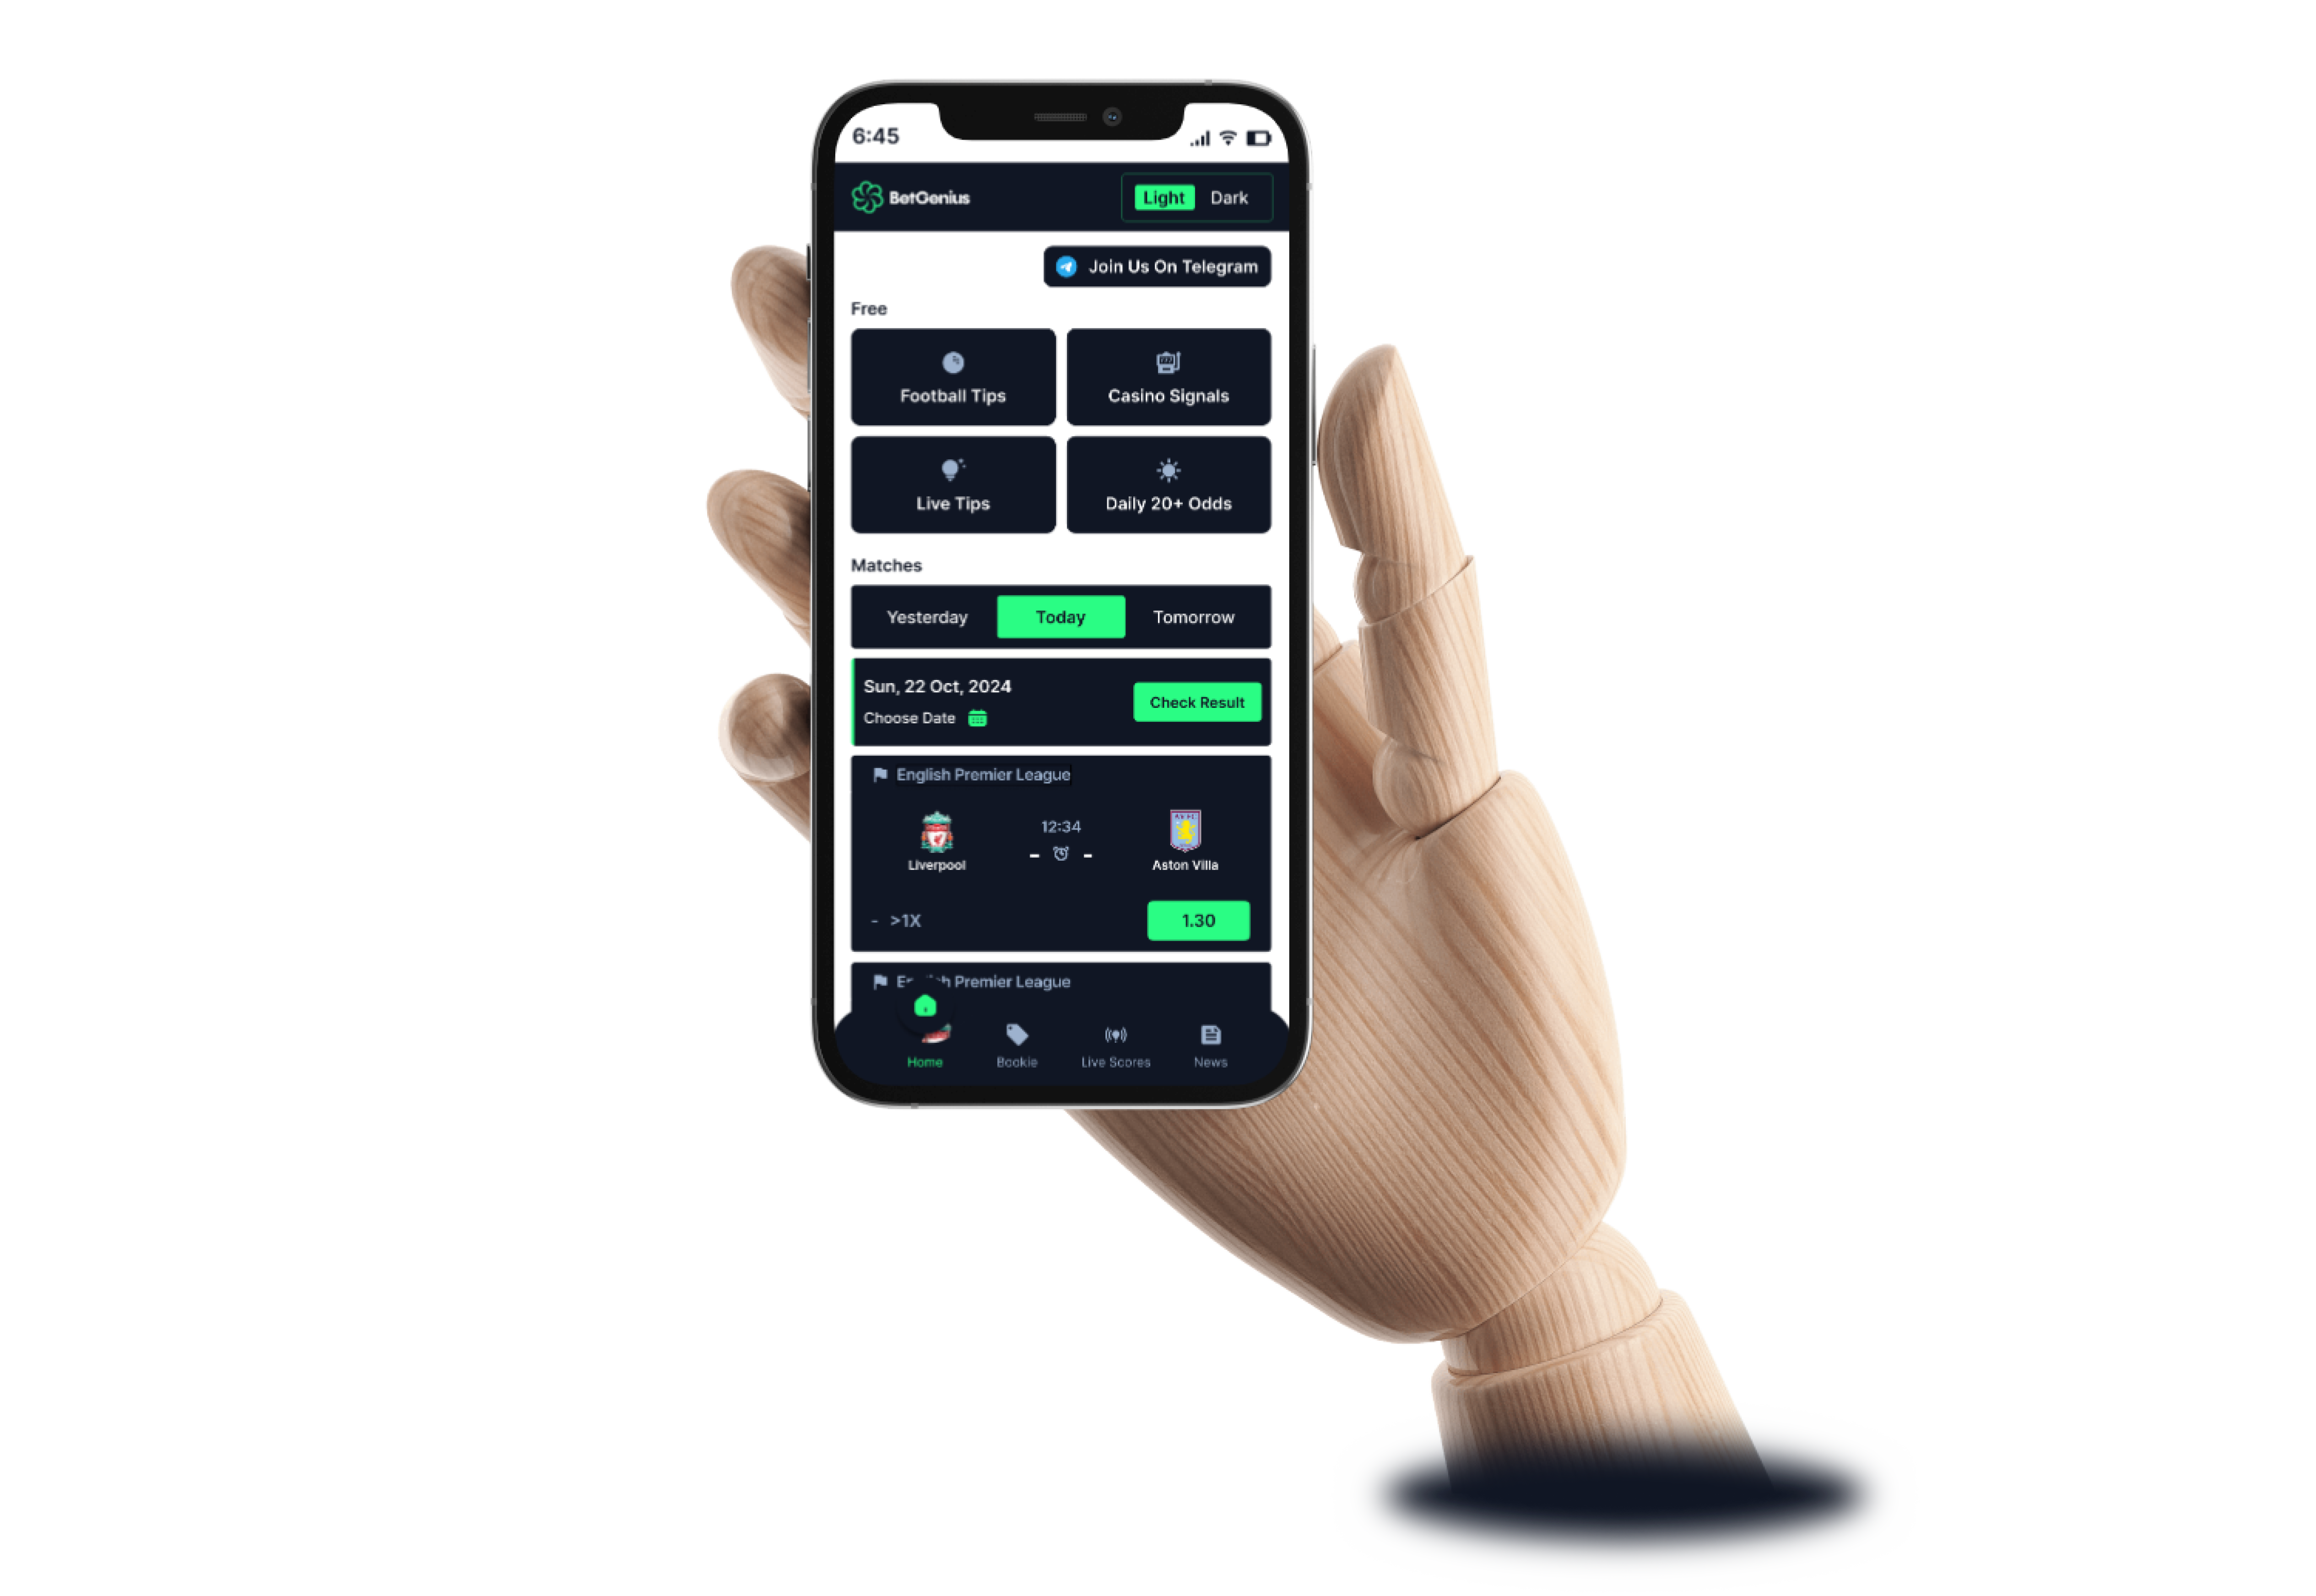 6:45
BetGenius
Light Dark
Join Us On Telegram
Free
Football Tips Casino Signals
Live Tips Daily 20+ Odds
Matches
Yesterday Today Tomorrow
Sun, 22 Oct, 2024
Choose Date
Check Result
English Premier League
12:34
- -
Liverpool Aston Villa
- >1X 1.30
Premier League
Home Bookie Live Scores News